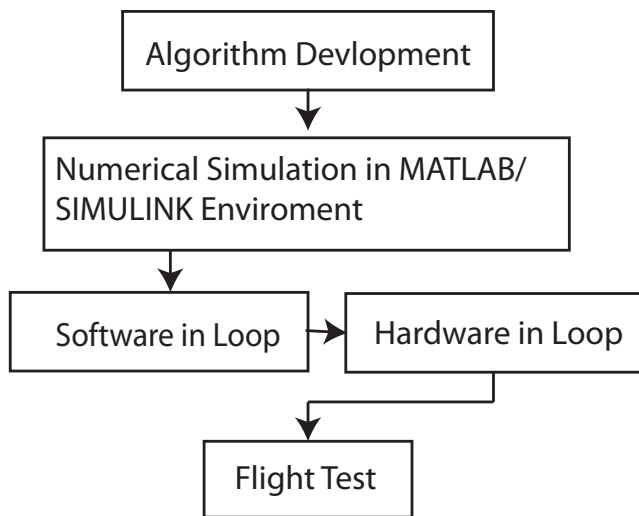 Algorithm Devlopment
Numerical Simulation in MATLAB/
SIMULINK Enviroment
Software in Loop
Hardware in Loop
Flight Test